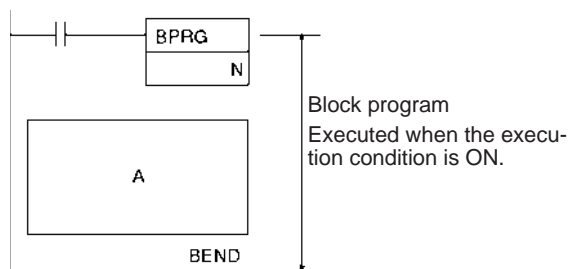 BPRG
N
Block program
Executed when the execu-
tion condition is ON.
A
BEND